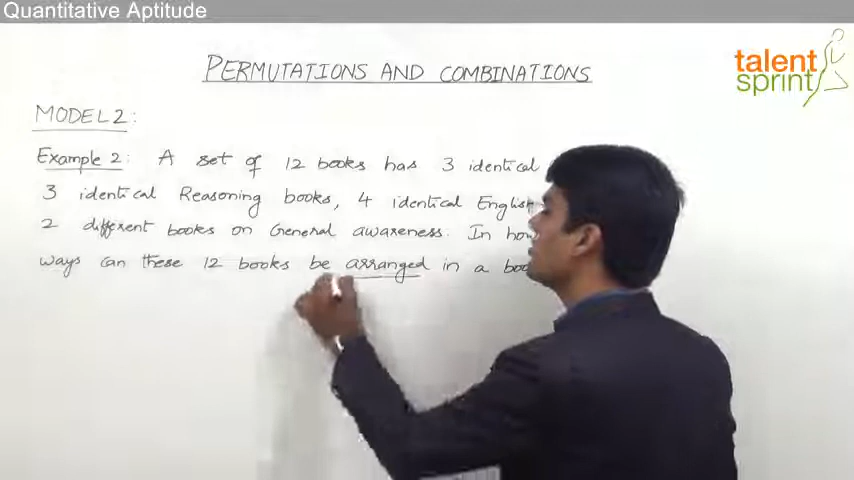 Quantitative Aptitude
PERMUTATIONS AND COMBINATIONS
talent
sprint
MODEL 2:
Example 2: A set of 12 books has 3 identical
3 identical Reasoning books, 4 identical English
2 different books on General awareness. In how
ways can these 12 books be arranged in a